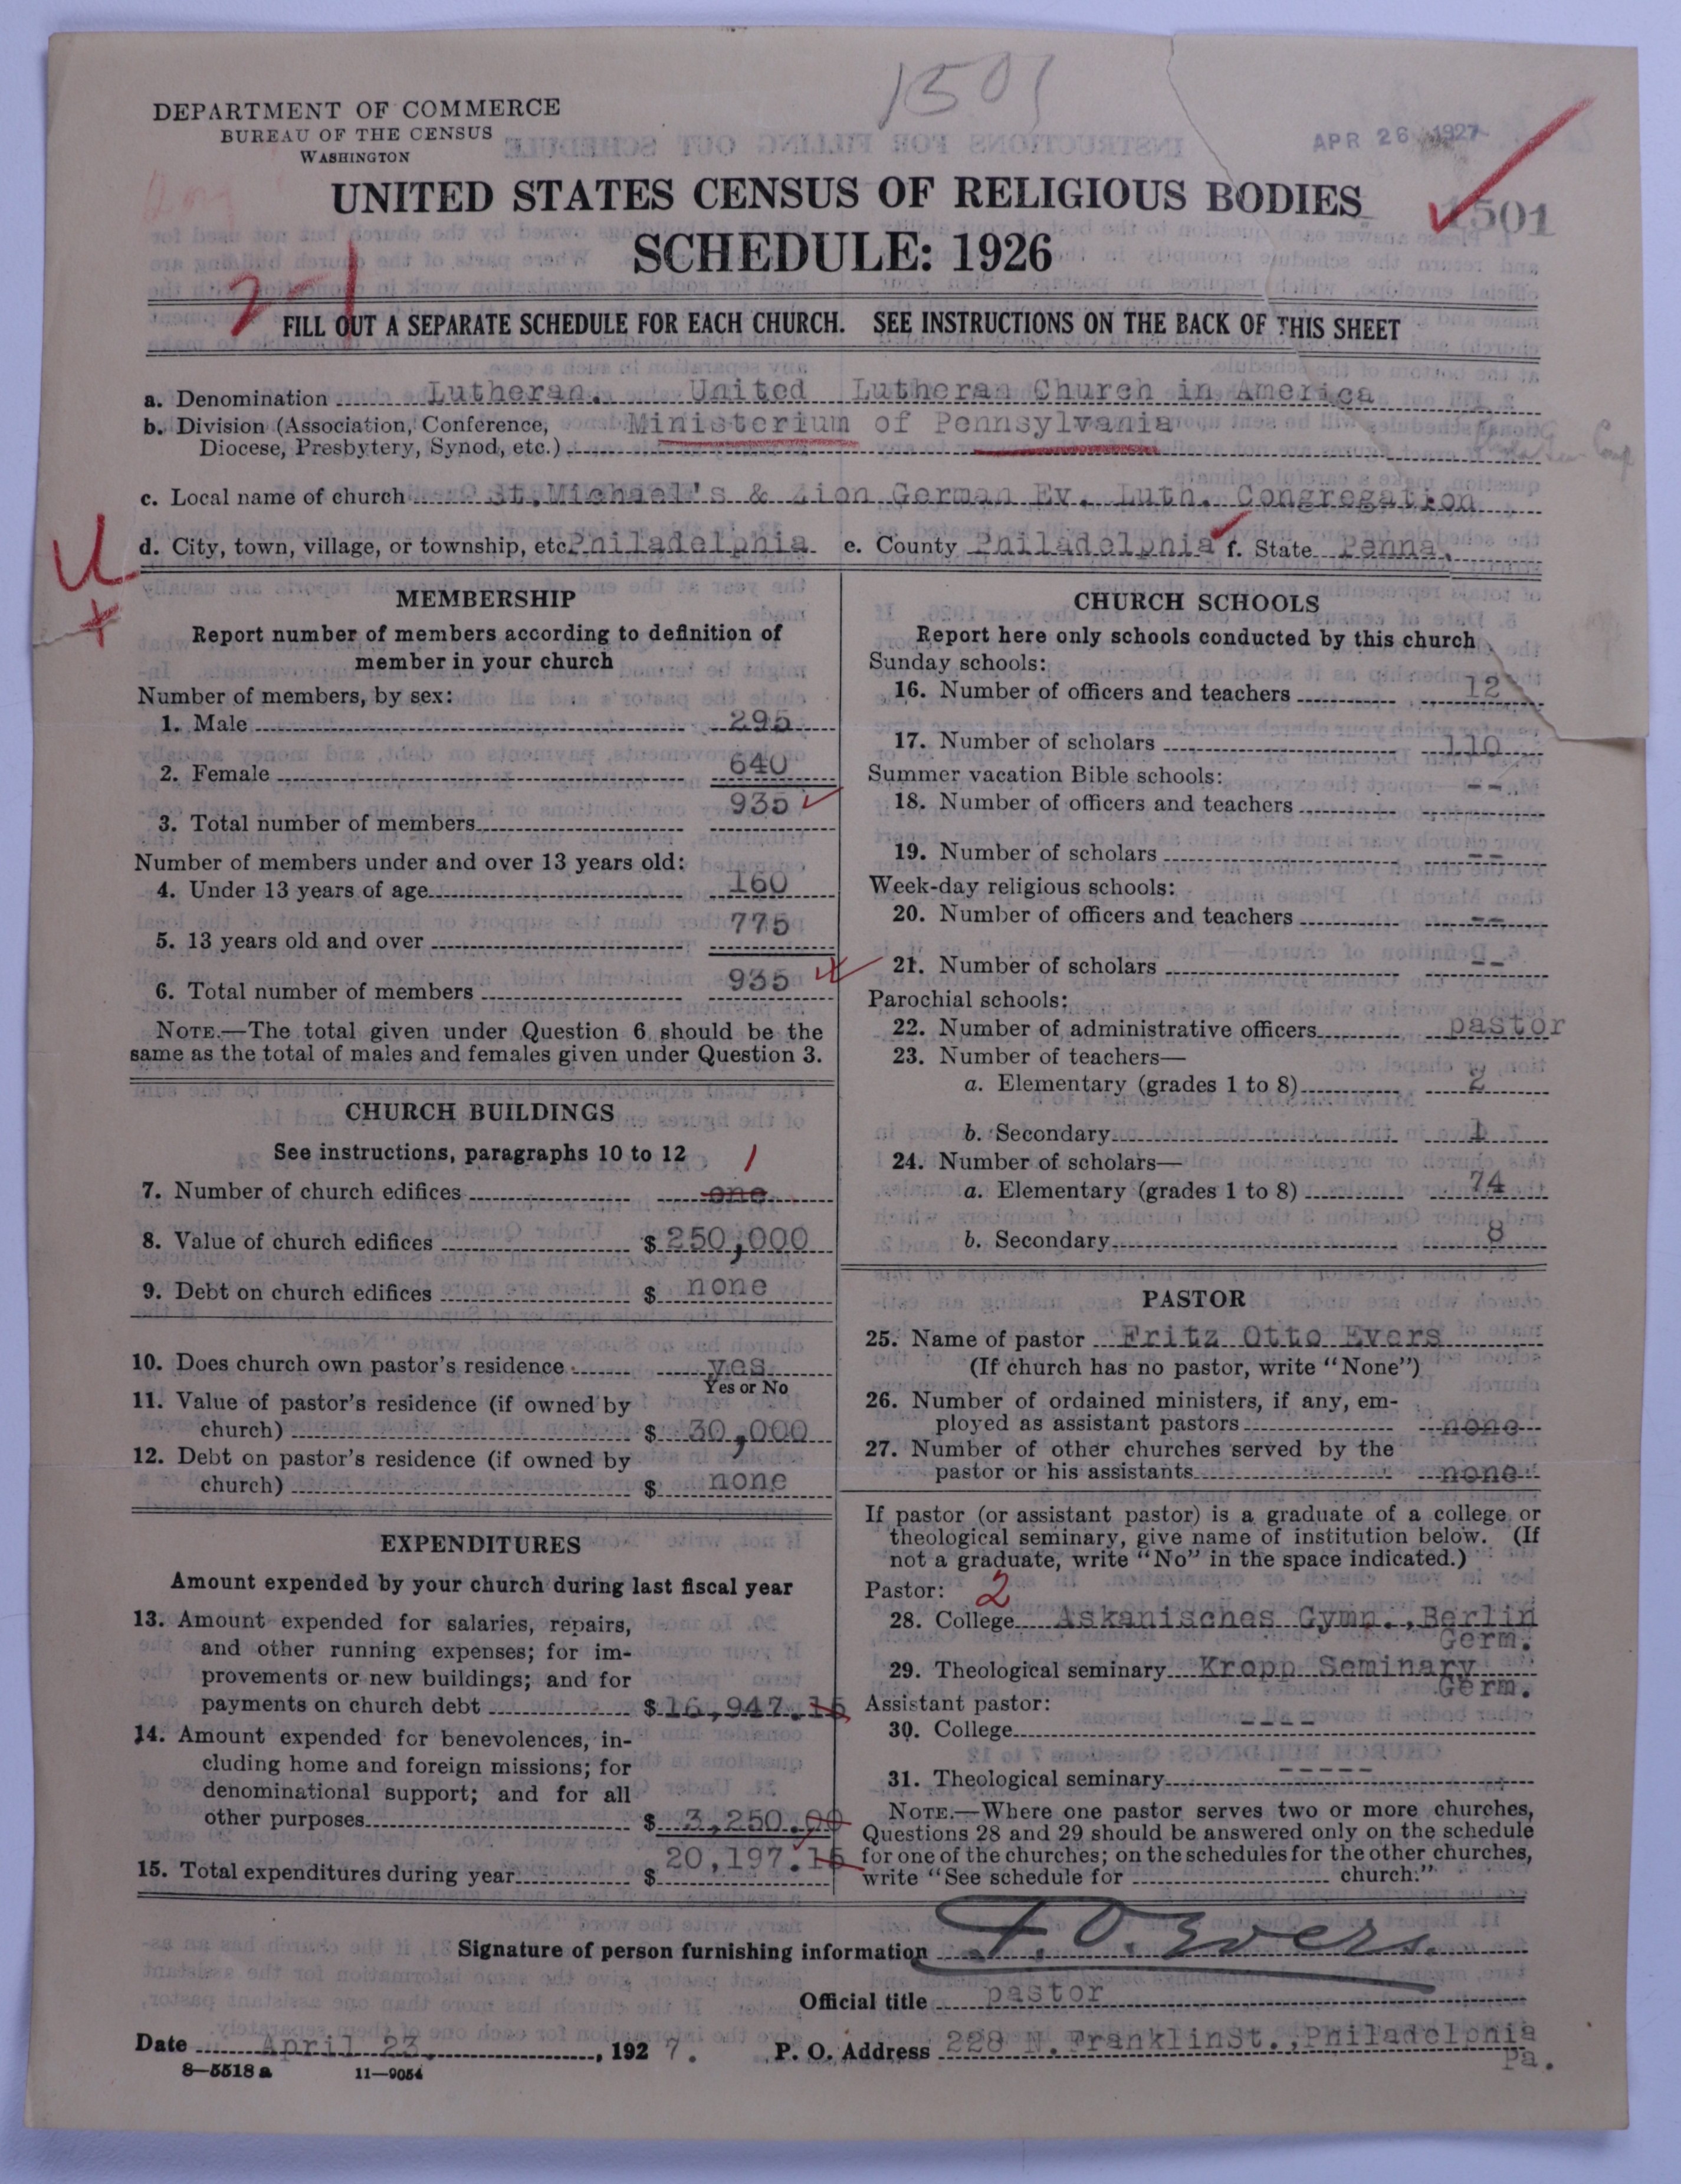 1501
DEPARTMENT OF COMMERCE
BUREAU OF THE CENSUS
WASHINGTON
APR 26 1927
1501
UNITED STATES CENSUS OF RELIGIOUS BODIES
SCHEDULE: 1926
2-1
FILL OUT A SEPARATE SCHEDULE FOR EACH CHURCH. SEE INSTRUCTIONS ON THE BACK OF THIS SHEET
a. Denomination Lutheran. United Lutheran Church in America
b. Division (Association, Conference, Ministerium of Pennsylvania
Diocese, Presbytery, Synod, etc.)
c. Local name of church St. Michael's & Zion German Ev. Luth. Congregation
U
d. City, town, village, or township, etc. Philadelphia e. County Philadelphia f. State Penna.
MEMBERSHIP
Report number of members according to definition of
member in your church
Number of members, by sex:
1. Male 295
2. Female 640
3. Total number of members 935
Number of members under and over 13 years old:
4. Under 13 years of age 160
5. 13 years old and over 775
6. Total number of members 935
NOTE.—The total given under Question 6 should be the
same as the total of males and females given under Question 3.
CHURCH BUILDINGS
See instructions, paragraphs 10 to 12
1
7. Number of church edifices one
8. Value of church edifices $ 250,000
9. Debt on church edifices $ none
10. Does church own pastor's residence yes
Yes or No
11. Value of pastor's residence (if owned by
church) $ 30,000
12. Debt on pastor's residence (if owned by
church) $ none
EXPENDITURES
Amount expended by your church during last fiscal year
13. Amount expended for salaries, repairs,
and other running expenses; for im-
provements or new buildings; and for
payments on church debt $ 16,947.15
14. Amount expended for benevolences, in-
cluding home and foreign missions; for
denominational support; and for all
other purposes $ 3,250.00
15. Total expenditures during year $ 20,197.15
CHURCH SCHOOLS
Report here only schools conducted by this church
Sunday schools:
16. Number of officers and teachers 12
17. Number of scholars 110
Summer vacation Bible schools:
18. Number of officers and teachers --
19. Number of scholars --
Week-day religious schools:
20. Number of officers and teachers --
21. Number of scholars --
Parochial schools:
22. Number of administrative officers pastor
23. Number of teachers—
a. Elementary (grades 1 to 8) 2
b. Secondary 1
24. Number of scholars—
a. Elementary (grades 1 to 8) 74
b. Secondary 8
PASTOR
25. Name of pastor Fritz Otto Evers
(If church has no pastor, write "None")
26. Number of ordained ministers, if any, em-
ployed as assistant pastors none
27. Number of other churches served by the
pastor or his assistants none
If pastor (or assistant pastor) is a graduate of a college or
theological seminary, give name of institution below. (If
not a graduate, write "No" in the space indicated.)
Pastor: 2
28. College Askanisches Gymn., Berlin
Germ.
29. Theological seminary Kropp Seminary
Germ.
Assistant pastor:
30. College ----
31. Theological seminary -----
NOTE.—Where one pastor serves two or more churches,
Questions 28 and 29 should be answered only on the schedule
for one of the churches; on the schedules for the other churches,
write "See schedule for church."
Signature of person furnishing information F. O. Evers.
Official title pastor
Date April 23, 1927. P. O. Address 228 N. Franklin St., Philadelphia
Pa.
8—5518 a 11—9054